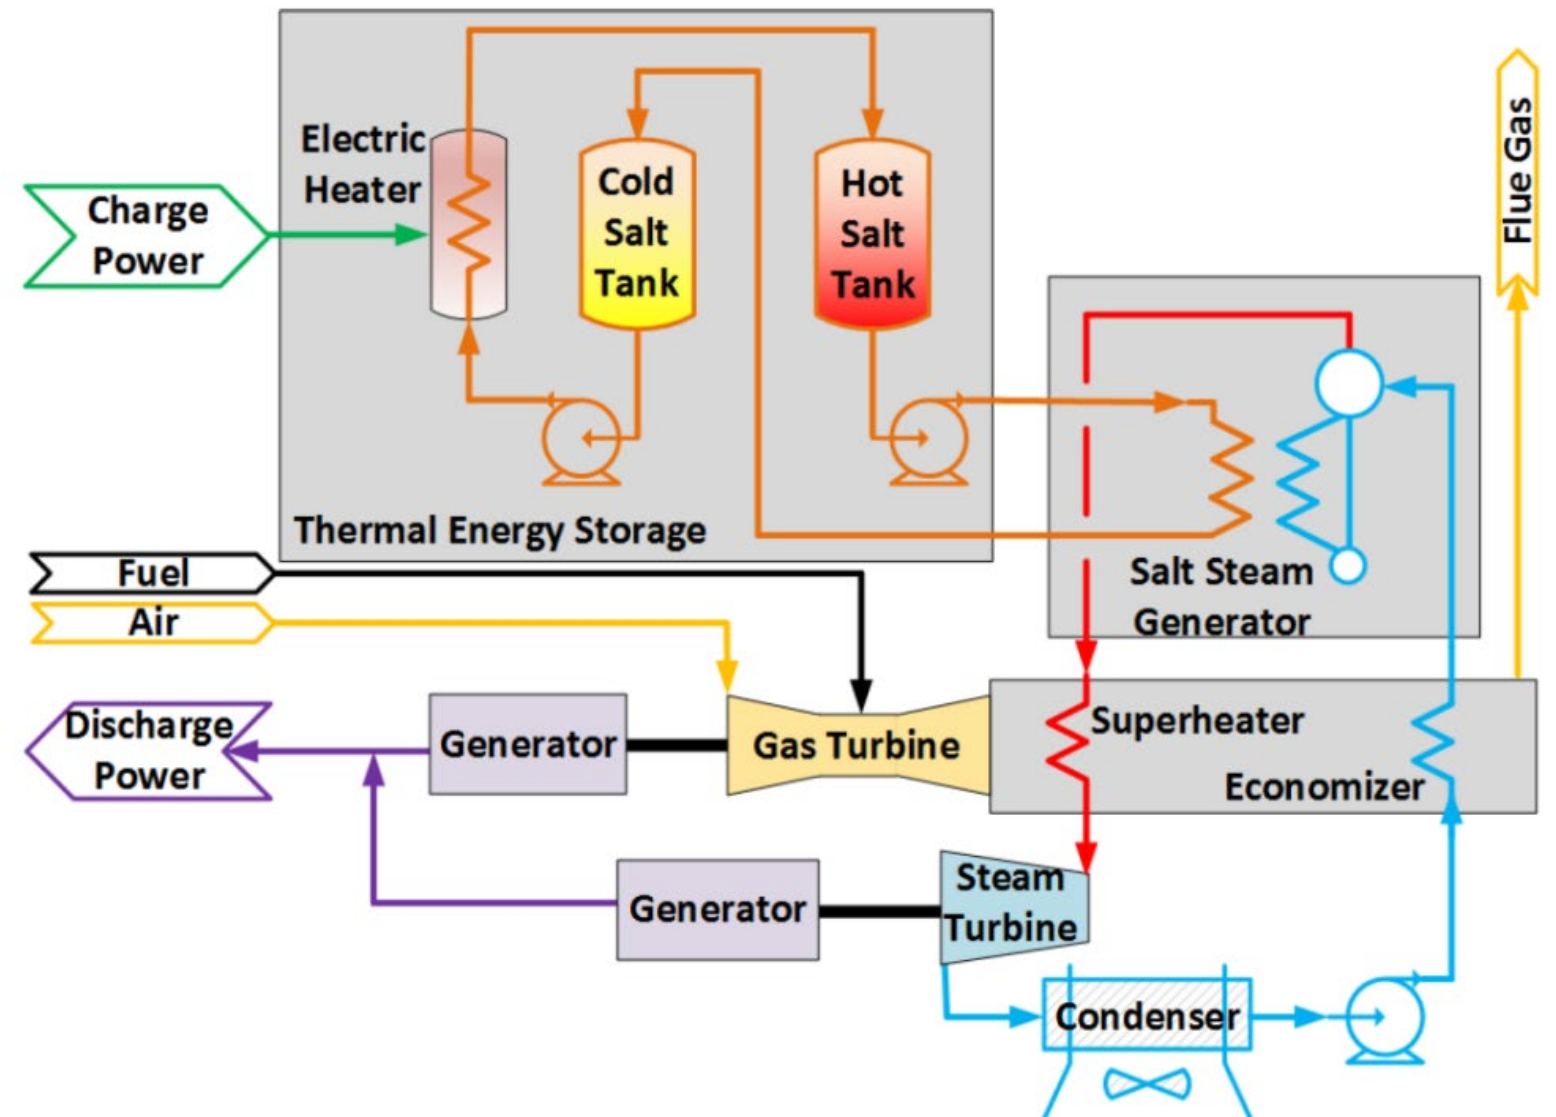 Electric
Heater
Cold
Salt
Tank
Hot
Salt
Tank
Flue Gas
Charge
Power
Thermal Energy Storage
Salt Steam
Generator
Fuel
Air
Discharge
Power
Generator
Gas Turbine
Superheater
Economizer
Generator
Steam
Turbine
Condenser